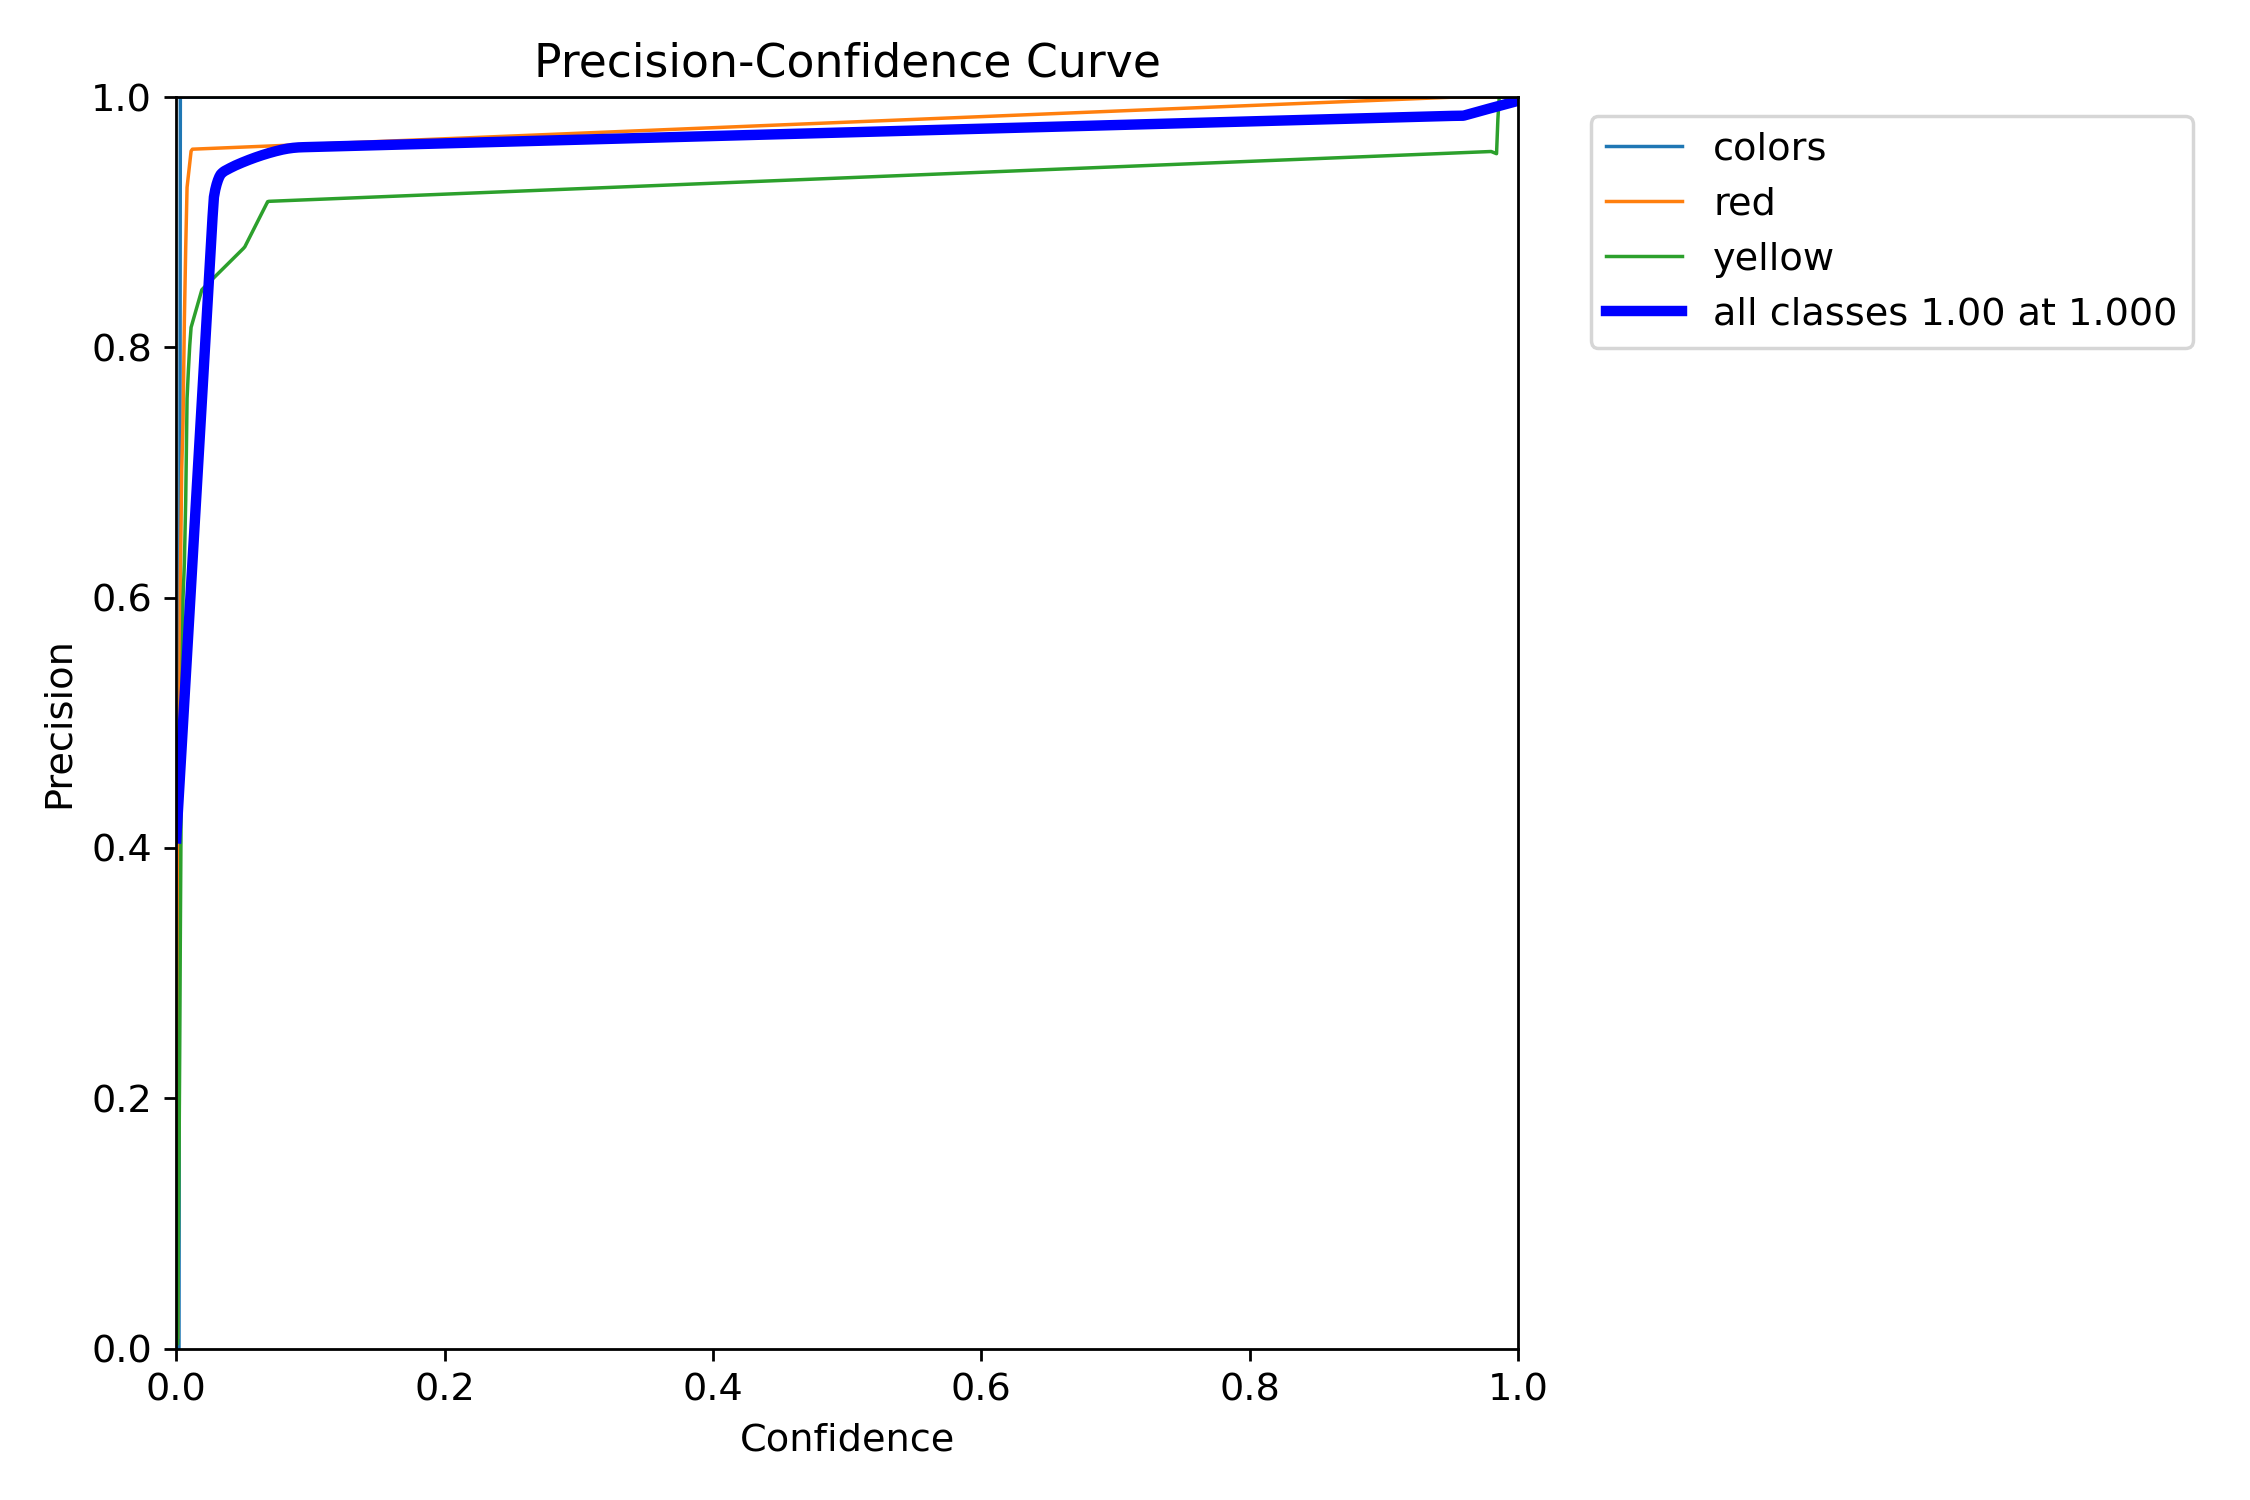 Precision-Confidence Curve
1.0
0.8
0.6
0.4
0.2
0.0
Precision
0.0 0.2 0.4 0.6 0.8 1.0
Confidence
colors
red
yellow
all classes 1.00 at 1.000